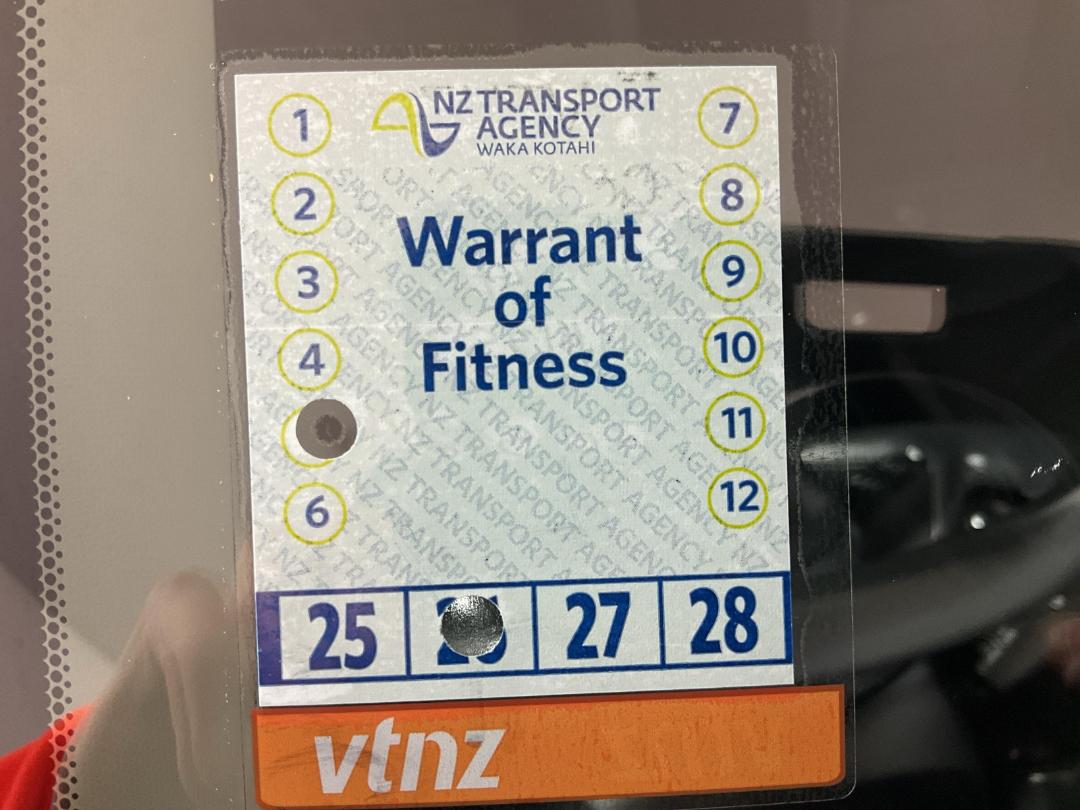 NZ TRANSPORT
AGENCY
WAKA KOTAHI
Warrant
of
Fitness
1
2
3
4
6
7
8
9
10
11
12
25 26 27 28
vtnz